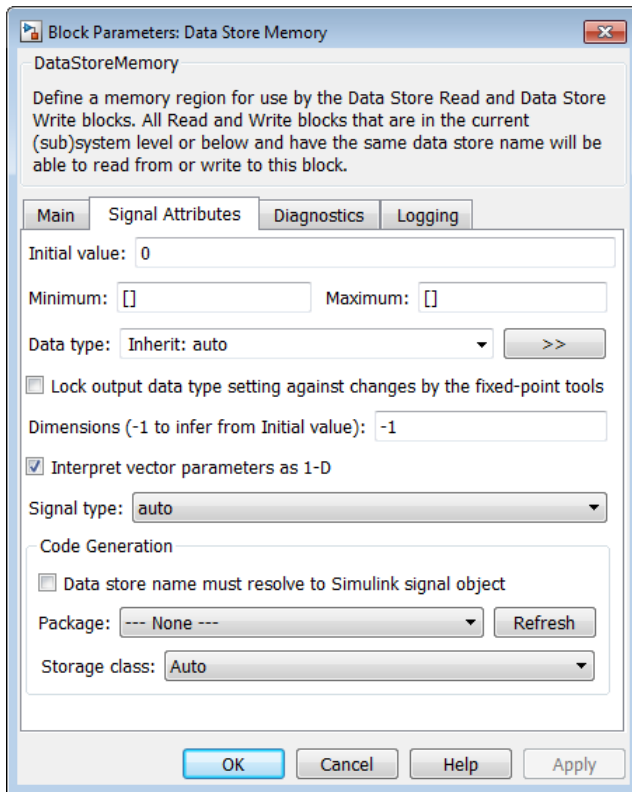 Block Parameters: Data Store Memory
DataStoreMemory
Define a memory region for use by the Data Store Read and Data Store
Write blocks. All Read and Write blocks that are in the current
(sub)system level or below and have the same data store name will be
able to read from or write to this block.
Main Signal Attributes Diagnostics Logging
Initial value: 0
Minimum: [] Maximum: []
Data type: Inherit: auto >>
Lock output data type setting against changes by the fixed-point tools
Dimensions (-1 to infer from Initial value): -1
Interpret vector parameters as 1-D
Signal type: auto
Code Generation
Data store name must resolve to Simulink signal object
Package: --- None --- Refresh
Storage class: Auto
OK Cancel Help Apply